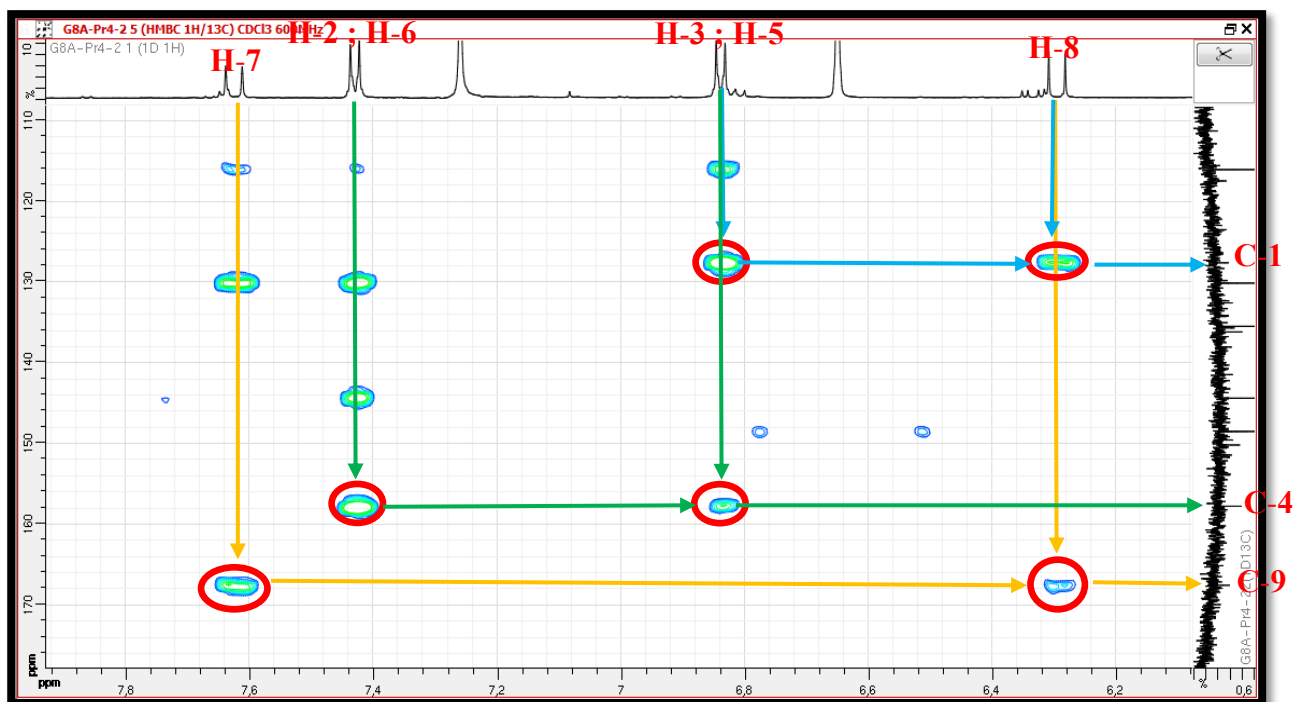 G8A-Pr4-2 5 (HMBC 1H/13C) CDCl3 600MHz
G8A-Pr4-2 1 (1D 1H)
H-7
H-2 ; H-6
H-3 ; H-5
H-8
10
%
110
120
130
140
150
160
170
ppm
C-1
C-4
C-9
ppm
7,8
7,6
7,4
7,2
7
6,8
6,6
6,4
6,2
%
0,6